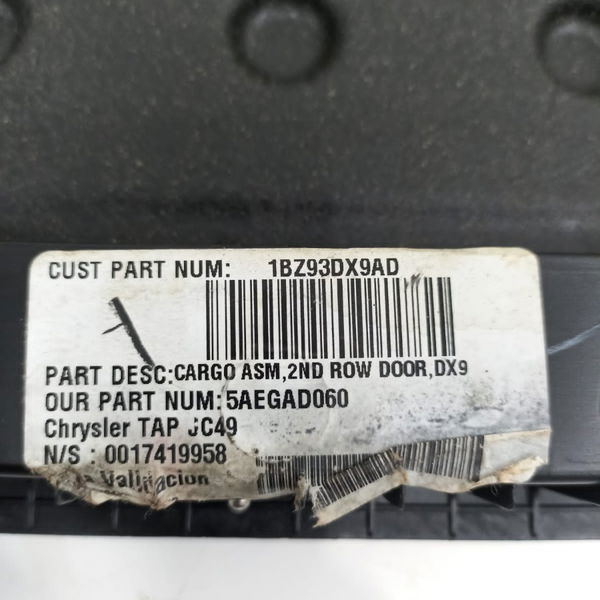 CUST PART NUM: 1BZ93DX9AD
PART DESC:CARGO ASM,2ND ROW DOOR,DX9
OUR PART NUM:5AEGAD060
Chrysler TAP JC49
N/S : 0017419958